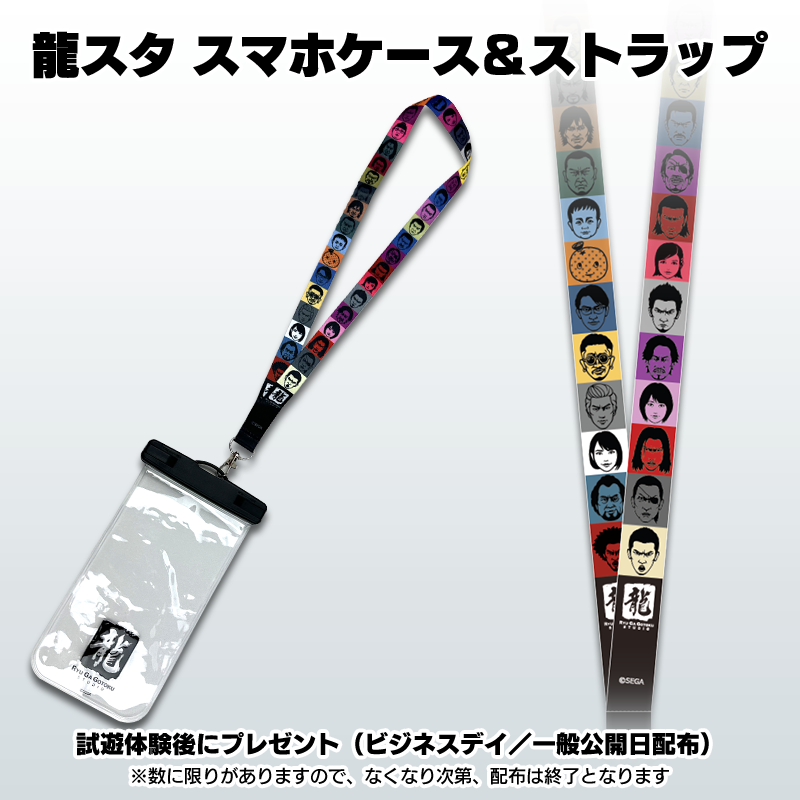 龍スタ スマホケース&ストラップ
龍
RYU GA GOTOKU
STUDIO
©SEGA
龍
RYU GA GOTOKU
STUDIO
試遊体験後にプレゼント（ビジネスデイ／一般公開日配布）
※数に限りがありますので、なくなり次第、配布は終了となります